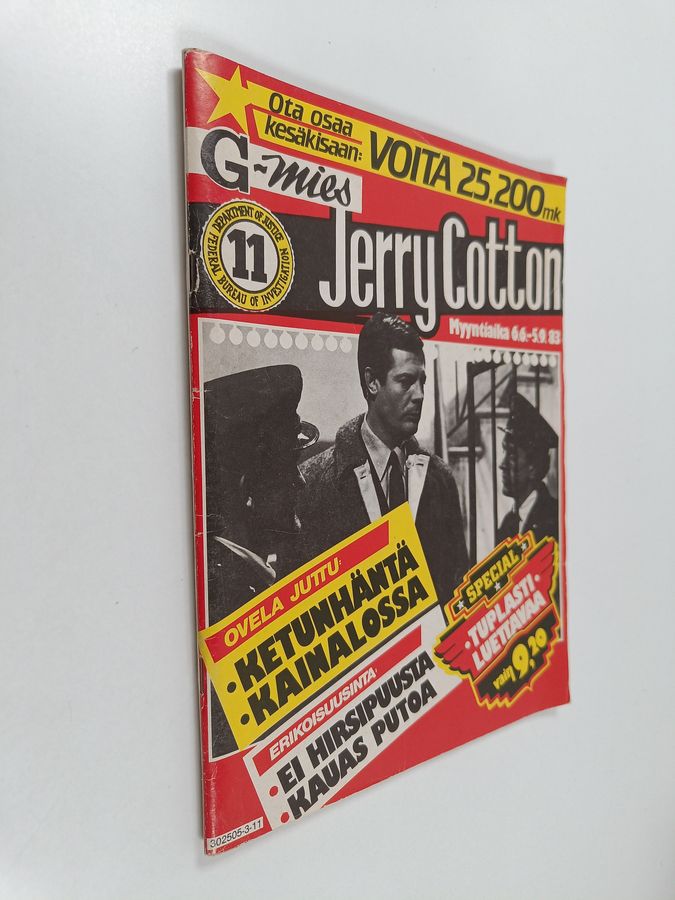 Ota osaa
kesäkisaan:
VOITA 25.200 mk
G-mies
DEPARTMENT OF JUSTICE
FEDERAL BUREAU OF INVESTIGATION
11
Jerry Cotton
Myyntiaika 6.6.-5.9.83
OVELA JUTTU:
• KETUNHÄNTÄ
• KAINALOSSA
SPECIAL
• TUPLASTI •
LUETTAVAA
vain 9,20
ERIKOISUUSINTA:
• EI HIRSIPUUSTA
• KAUAS PUTOA
302505-3-11